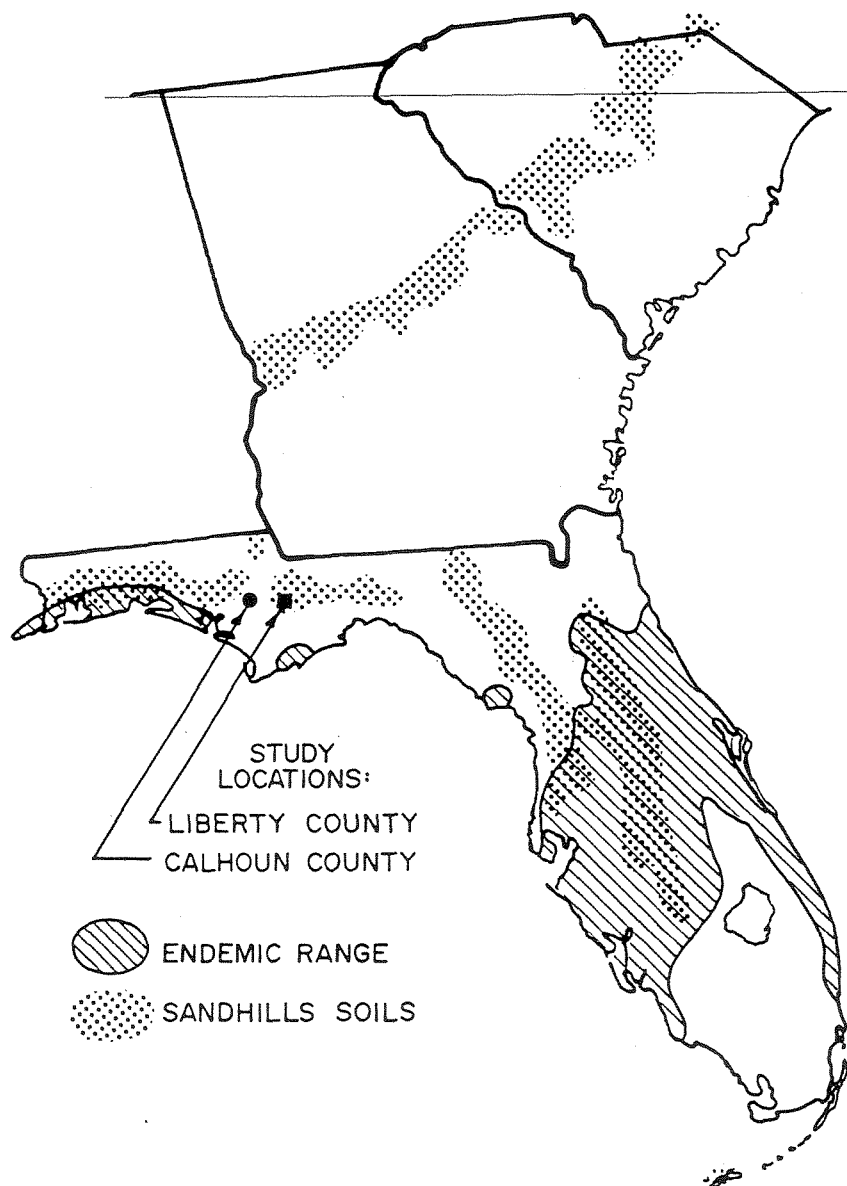 STUDY
LOCATIONS:
LIBERTY COUNTY
CALHOUN COUNTY
ENDEMIC RANGE
SANDHILLS SOILS